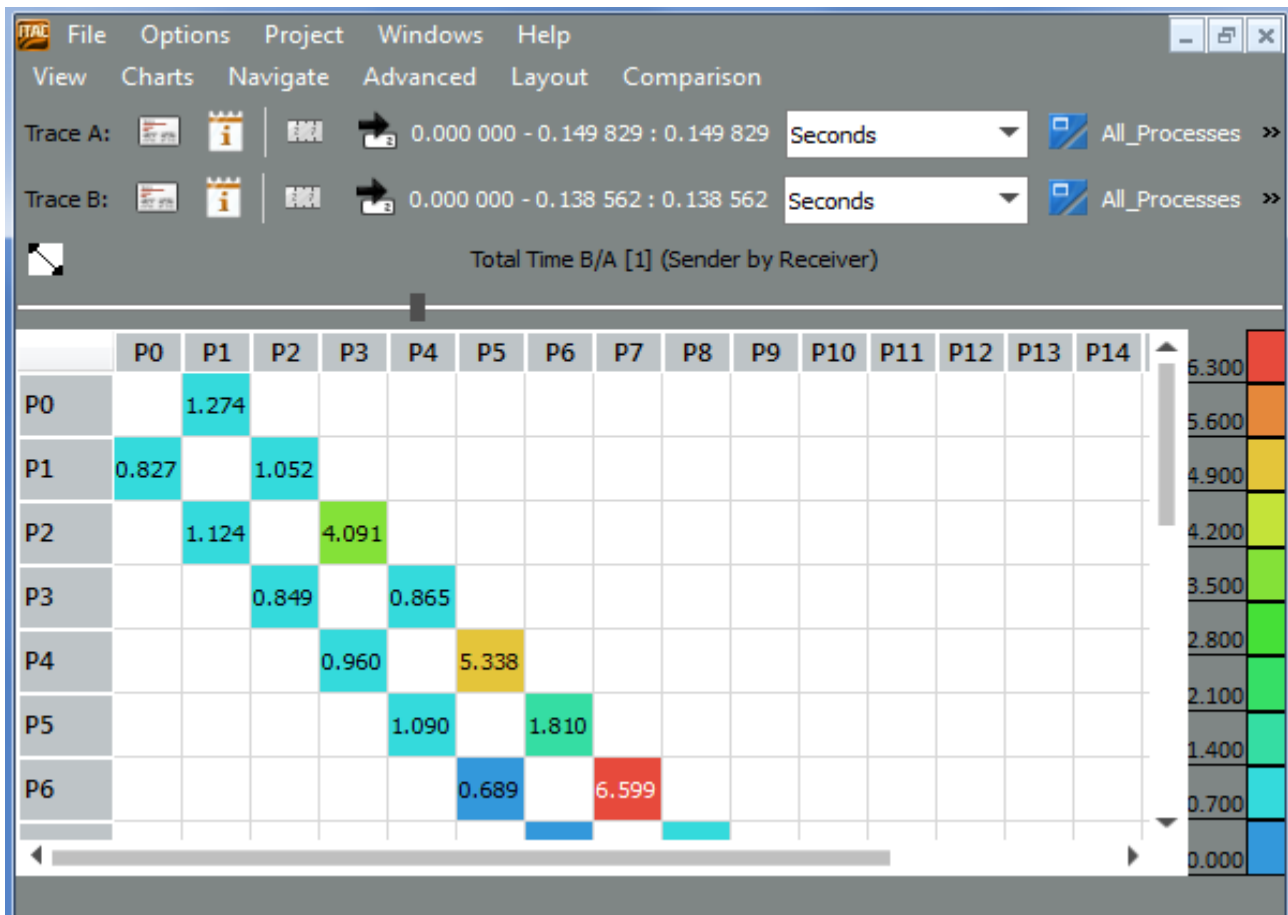 ITAC File Options Project Windows Help
View Charts Navigate Advanced Layout Comparison
Trace A: i 2 0.000 000 - 0.149 829 : 0.149 829 Seconds All_Processes »
Trace B: i 2 0.000 000 - 0.138 562 : 0.138 562 Seconds All_Processes »
Total Time B/A [1] (Sender by Receiver)
P0 P1 P2 P3 P4 P5 P6 P7 P8 P9 P10 P11 P12 P13 P14
6.300
P0 1.274
5.600
P1 0.827 1.052
4.900
P2 1.124 4.091
4.200
P3 0.849 0.865
3.500
2.800
P4 0.960 5.338
2.100
P5 1.090 1.810
1.400
P6 0.689 6.599
0.700
0.000